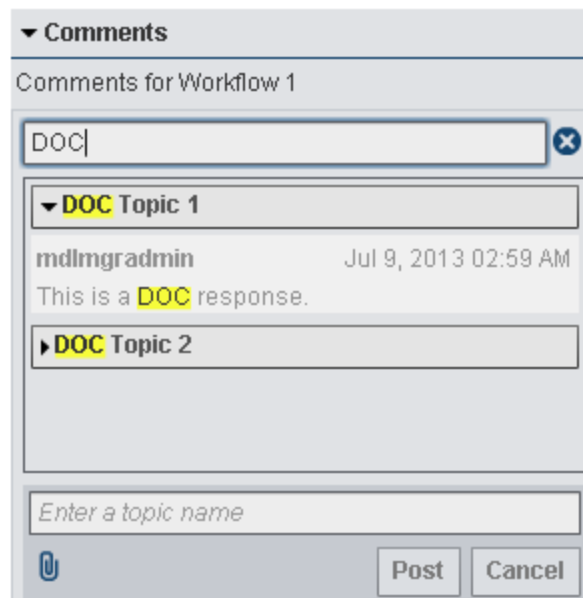 Comments
Comments for Workflow 1
DOC
DOC Topic 1
mdlmgradmin Jul 9, 2013 02:59 AM
This is a DOC response.
DOC Topic 2
Enter a topic name
Post Cancel